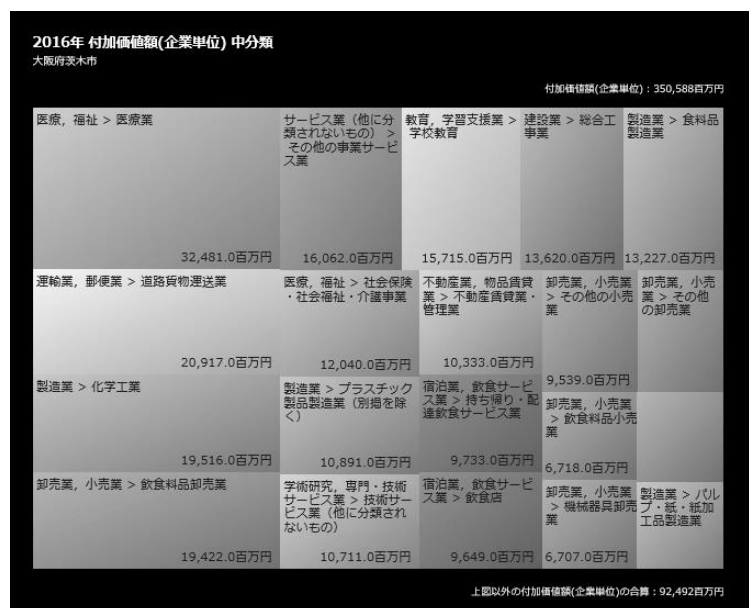 2016年 付加価値額(企業単位) 中分類
大阪府茨木市
付加価値額(企業単位)：350,588百万円
医療，福祉 > 医療業
32,481.0百万円
サービス業（他に分
類されないもの） >
その他の事業サービ
ス業
16,062.0百万円
教育，学習支援業 >
学校教育
15,715.0百万円
建設業 > 総合工
事業
13,620.0百万円
製造業 > 食料品
製造業
13,227.0百万円
運輸業，郵便業 > 道路貨物運送業
20,917.0百万円
医療，福祉 > 社会保険
・社会福祉・介護事業
12,040.0百万円
不動産業，物品賃貸
業 > 不動産賃貸業・
管理業
10,333.0百万円
卸売業，小売業
> その他の小売
業
9,539.0百万円
卸売業，小売
業 > その他
の卸売業
製造業 > 化学工業
19,516.0百万円
製造業 > プラスチック
製品製造業（別掲を除
く）
10,891.0百万円
宿泊業，飲食サービ
ス業 > 持ち帰り・配
達飲食サービス業
9,733.0百万円
卸売業，小売業
> 飲食料品小売
業
6,718.0百万円
卸売業，小売業 > 飲食料品卸売業
19,422.0百万円
学術研究，専門・技術
サービス業 > 技術サー
ビス業（他に分類され
ないもの）
10,711.0百万円
宿泊業，飲食サービ
ス業 > 飲食店
9,649.0百万円
卸売業，小売業
> 機械器具卸売
業
6,707.0百万円
製造業 > パル
プ・紙・紙加
工品製造業
上図以外の付加価値額(企業単位)の合算：92,492百万円